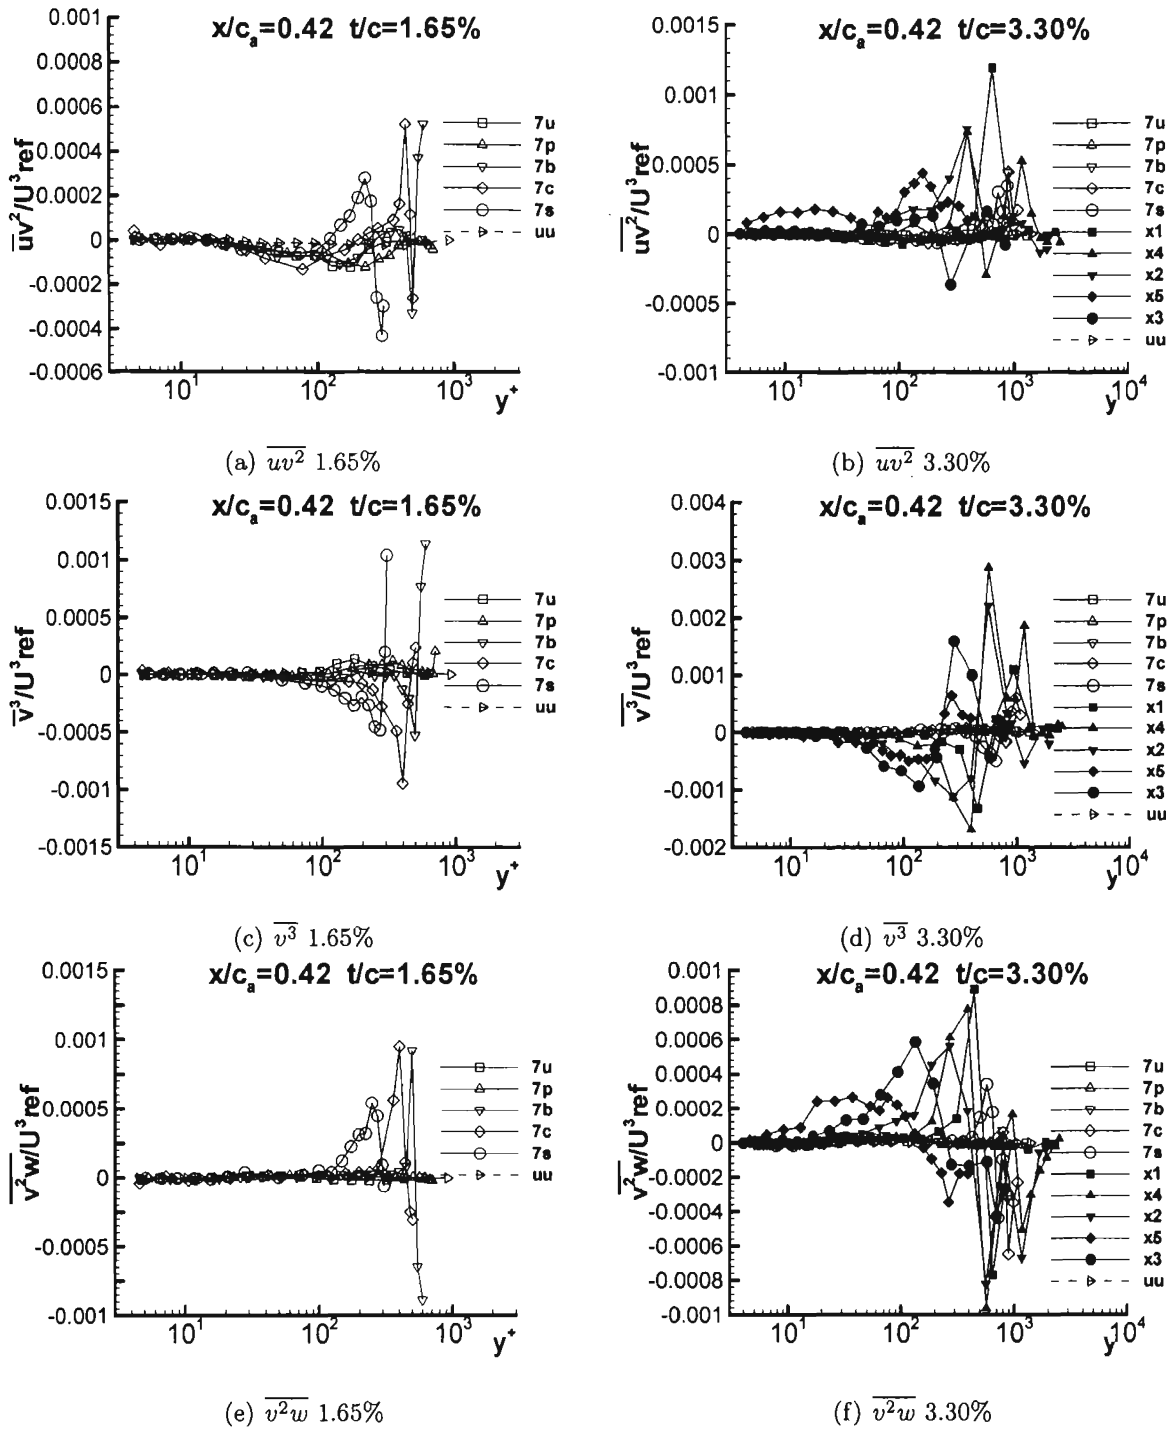 x/cₐ=0.42 t/c=1.65%
0.001
0.0008
0.0006
0.0004
0.0002
0
-0.0002
-0.0004
-0.0006
uv²/U³ref
10¹
10²
10³
y⁺
7u
7p
7b
7c
7s
uu
(a) uv² 1.65%
x/cₐ=0.42 t/c=3.30%
0.0015
0.001
0.0005
0
-0.0005
-0.001
uv²/U³ref
10¹
10²
10³
10⁴
y
7u
7p
7b
7c
7s
x1
x4
x2
x5
x3
uu
(b) uv² 3.30%
x/cₐ=0.42 t/c=1.65%
0.0015
0.001
0.0005
0
-0.0005
-0.001
-0.0015
v³/U³ref
10¹
10²
10³
y⁺
7u
7p
7b
7c
7s
uu
(c) v³ 1.65%
x/cₐ=0.42 t/c=3.30%
0.004
0.003
0.002
0.001
0
-0.001
-0.002
v³/U³ref
10¹
10²
10³
10⁴
y
7u
7p
7b
7c
7s
x1
x4
x2
x5
x3
uu
(d) v³ 3.30%
x/cₐ=0.42 t/c=1.65%
0.0015
0.001
0.0005
0
-0.0005
-0.001
v²w/U³ref
10¹
10²
10³
y⁺
7u
7p
7b
7c
7s
uu
(e) v²w 1.65%
x/cₐ=0.42 t/c=3.30%
0.001
0.0008
0.0006
0.0004
0.0002
0
-0.0002
-0.0004
-0.0006
-0.0008
-0.001
v²w/U³ref
10¹
10²
10³
10⁴
y
7u
7p
7b
7c
7s
x1
x4
x2
x5
x3
uu
(f) v²w 3.30%